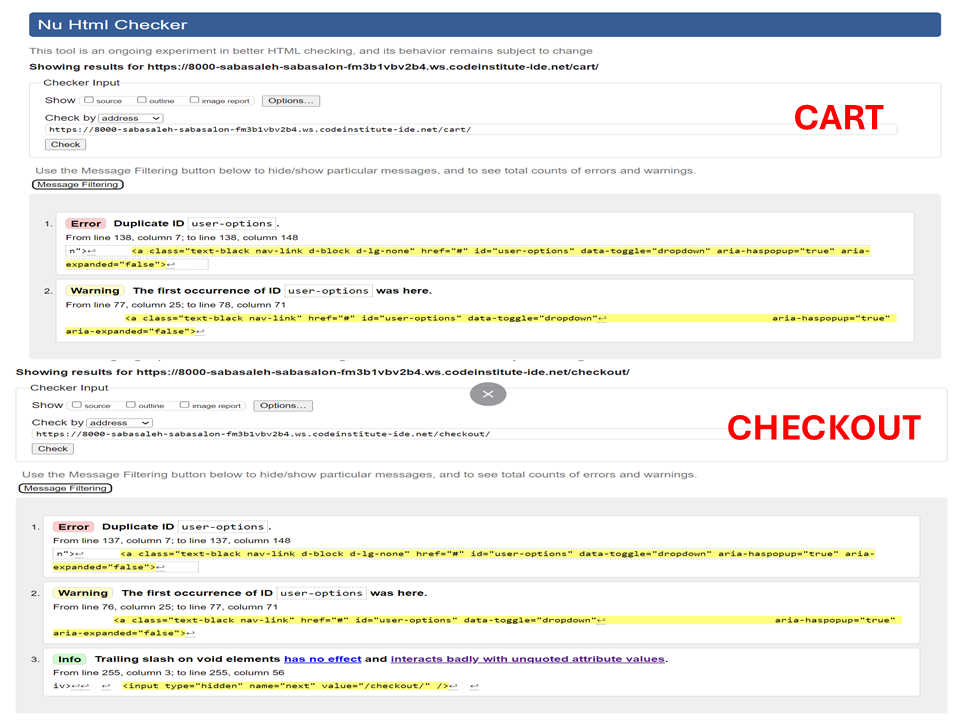 Nu Html Checker
This tool is an ongoing experiment in better HTML checking, and its behavior remains subject to change
Showing results for https://8000-sabasaleh-sabasalon-fm3b1vbv2b4.ws.codeinstitute-ide.net/cart/
Checker Input
Show source outline image report Options...
CART
Check by address
https://8000-sabasaleh-sabasalon-fm3b1vbv2b4.ws.codeinstitute-ide.net/cart/
Check
Use the Message Filtering button below to hide/show particular messages, and to see total counts of errors and warnings.
Message Filtering
1. Error Duplicate ID user-options.
From line 138, column 7; to line 138, column 148
n">↩ <a class="text-black nav-link d-block d-lg-none" href="#" id="user-options" data-toggle="dropdown" aria-haspopup="true" aria-
expanded="false">↩
2. Warning The first occurrence of ID user-options was here.
From line 77, column 25; to line 78, column 71
<a class="text-black nav-link" href="#" id="user-options" data-toggle="dropdown"↩ aria-haspopup="true"
aria-expanded="false">↩
Showing results for https://8000-sabasaleh-sabasalon-fm3b1vbv2b4.ws.codeinstitute-ide.net/checkout/
Checker Input
Show source outline image report Options...
CHECKOUT
Check by address
https://8000-sabasaleh-sabasalon-fm3b1vbv2b4.ws.codeinstitute-ide.net/checkout/
Check
Use the Message Filtering button below to hide/show particular messages, and to see total counts of errors and warnings.
Message Filtering
1. Error Duplicate ID user-options.
From line 137, column 7; to line 137, column 148
n">↩ <a class="text-black nav-link d-block d-lg-none" href="#" id="user-options" data-toggle="dropdown" aria-haspopup="true" aria-
expanded="false">↩
2. Warning The first occurrence of ID user-options was here.
From line 76, column 25; to line 77, column 71
<a class="text-black nav-link" href="#" id="user-options" data-toggle="dropdown"↩ aria-haspopup="true"
aria-expanded="false">↩
3. Info Trailing slash on void elements has no effect and interacts badly with unquoted attribute values.
From line 255, column 3; to line 255, column 56
iv>↩↩ ↩ <input type="hidden" name="next" value="/checkout/" />↩ ↩